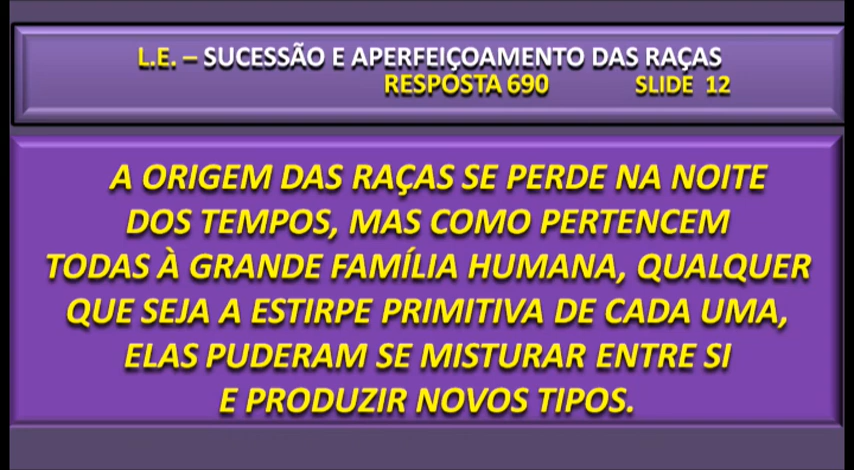 L.E. – SUCESSÃO E APERFEIÇOAMENTO DAS RAÇAS
RESPOSTA 690 SLIDE 12
A ORIGEM DAS RAÇAS SE PERDE NA NOITE
DOS TEMPOS, MAS COMO PERTENCEM
TODAS À GRANDE FAMÍLIA HUMANA, QUALQUER
QUE SEJA A ESTIRPE PRIMITIVA DE CADA UMA,
ELAS PUDERAM SE MISTURAR ENTRE SI
E PRODUZIR NOVOS TIPOS.